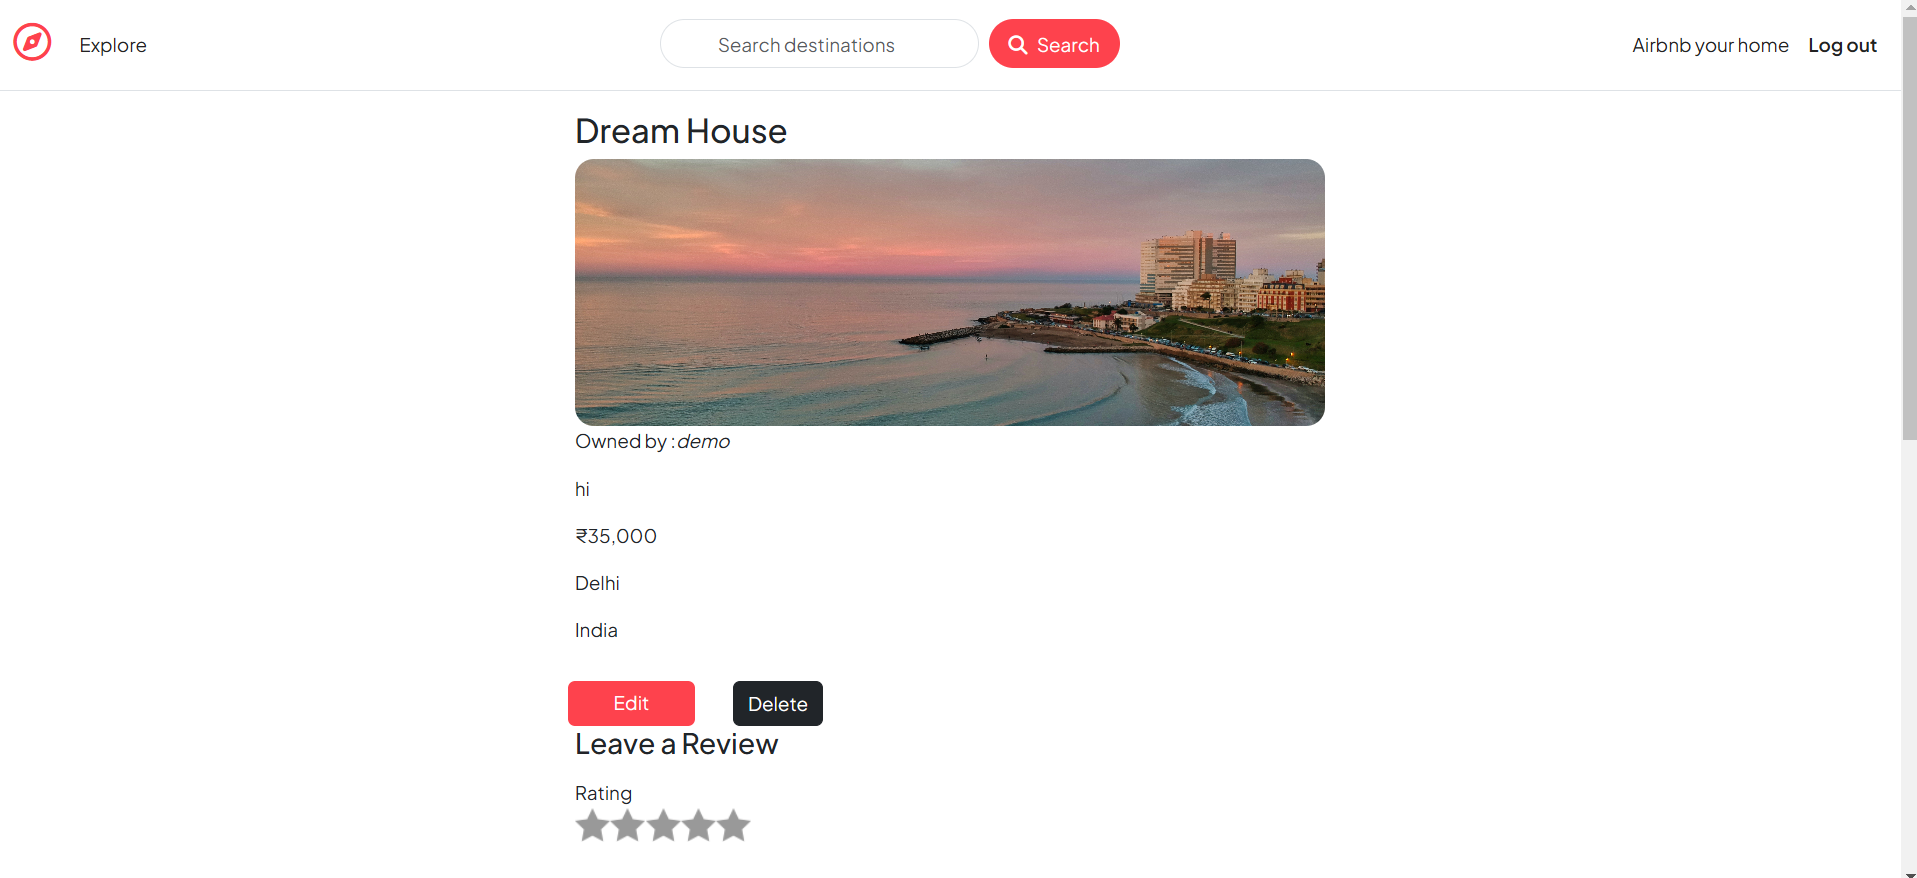 Explore
Search destinations
Search
Airbnb your home
Log out
Dream House
Owned by : demo
hi
₹35,000
Delhi
India
Edit
Delete
Leave a Review
Rating